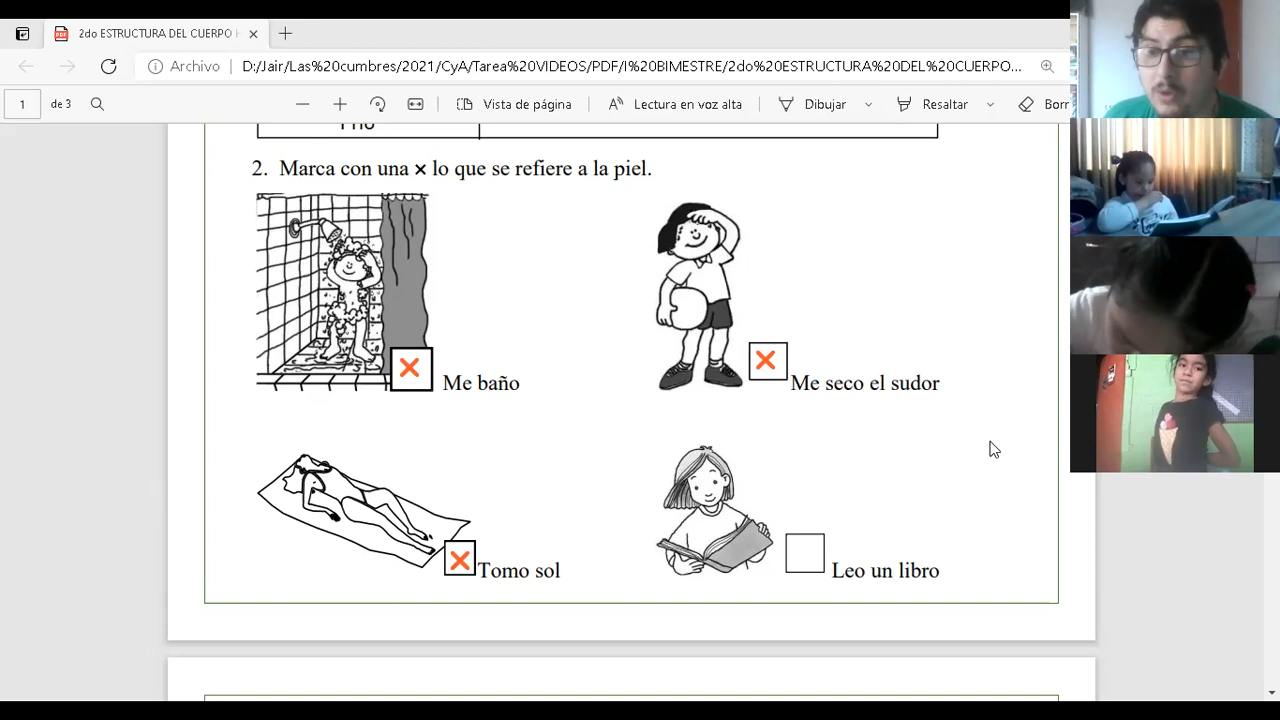 2do ESTRUCTURA DEL CUERPO
Archivo D:/Jair/Las%20cumbres/2021/CyA/Tarea%20VIDEOS/PDF/I%20BIMESTRE/2do%20ESTRUCTURA%20DEL%20CUERPO...
1 de 3 Vista de página Lectura en voz alta Dibujar Resaltar Borr
2. Marca con una × lo que se refiere a la piel.
Me baño Me seco el sudor
Tomo sol Leo un libro